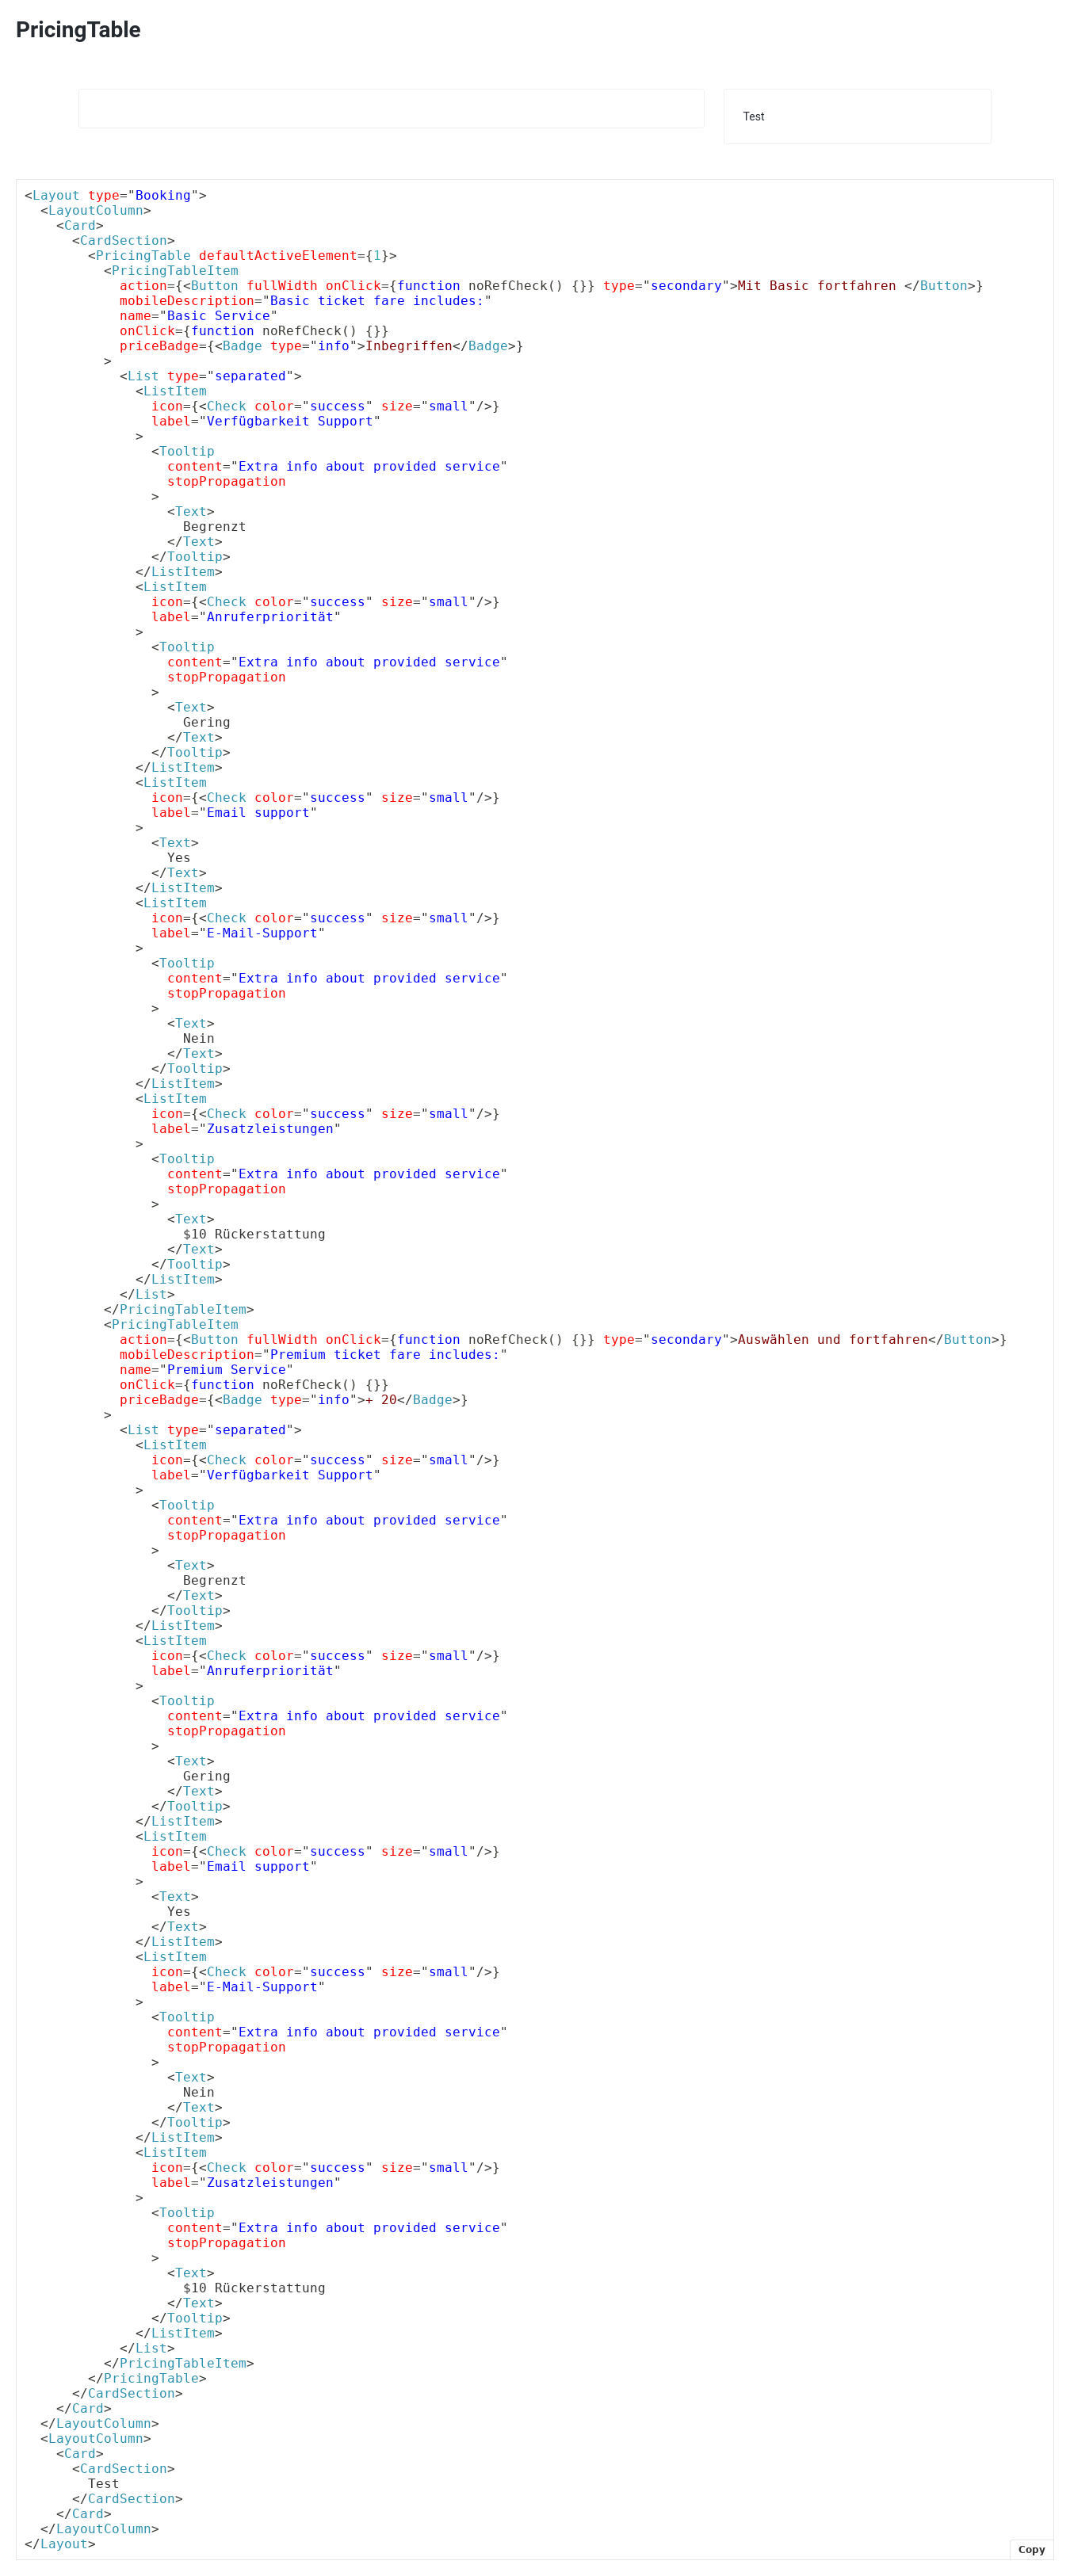 PricingTable
Test
<Layout type="Booking">
  <LayoutColumn>
    <Card>
      <CardSection>
        <PricingTable defaultActiveElement={1}>
          <PricingTableItem
            action={<Button fullWidth onClick={function noRefCheck() {}} type="secondary">Mit Basic fortfahren </Button>}
            mobileDescription="Basic ticket fare includes:"
            name="Basic Service"
            onClick={function noRefCheck() {}}
            priceBadge={<Badge type="info">Inbegriffen</Badge>}
          >
            <List type="separated">
              <ListItem
                icon={<Check color="success" size="small"/>}
                label="Verfügbarkeit Support"
              >
                <Tooltip
                  content="Extra info about provided service"
                  stopPropagation
                >
                  <Text>
                    Begrenzt
                  </Text>
                </Tooltip>
              </ListItem>
              <ListItem
                icon={<Check color="success" size="small"/>}
                label="Anruferpriorität"
              >
                <Tooltip
                  content="Extra info about provided service"
                  stopPropagation
                >
                  <Text>
                    Gering
                  </Text>
                </Tooltip>
              </ListItem>
              <ListItem
                icon={<Check color="success" size="small"/>}
                label="Email support"
              >
                <Text>
                  Yes
                </Text>
              </ListItem>
              <ListItem
                icon={<Check color="success" size="small"/>}
                label="E-Mail-Support"
              >
                <Tooltip
                  content="Extra info about provided service"
                  stopPropagation
                >
                  <Text>
                    Nein
                  </Text>
                </Tooltip>
              </ListItem>
              <ListItem
                icon={<Check color="success" size="small"/>}
                label="Zusatzleistungen"
              >
                <Tooltip
                  content="Extra info about provided service"
                  stopPropagation
                >
                  <Text>
                    $10 Rückerstattung
                  </Text>
                </Tooltip>
              </ListItem>
            </List>
          </PricingTableItem>
          <PricingTableItem
            action={<Button fullWidth onClick={function noRefCheck() {}} type="secondary">Auswählen und fortfahren</Button>}
            mobileDescription="Premium ticket fare includes:"
            name="Premium Service"
            onClick={function noRefCheck() {}}
            priceBadge={<Badge type="info">+ 20</Badge>}
          >
            <List type="separated">
              <ListItem
                icon={<Check color="success" size="small"/>}
                label="Verfügbarkeit Support"
              >
                <Tooltip
                  content="Extra info about provided service"
                  stopPropagation
                >
                  <Text>
                    Begrenzt
                  </Text>
                </Tooltip>
              </ListItem>
              <ListItem
                icon={<Check color="success" size="small"/>}
                label="Anruferpriorität"
              >
                <Tooltip
                  content="Extra info about provided service"
                  stopPropagation
                >
                  <Text>
                    Gering
                  </Text>
                </Tooltip>
              </ListItem>
              <ListItem
                icon={<Check color="success" size="small"/>}
                label="Email support"
              >
                <Text>
                  Yes
                </Text>
              </ListItem>
              <ListItem
                icon={<Check color="success" size="small"/>}
                label="E-Mail-Support"
              >
                <Tooltip
                  content="Extra info about provided service"
                  stopPropagation
                >
                  <Text>
                    Nein
                  </Text>
                </Tooltip>
              </ListItem>
              <ListItem
                icon={<Check color="success" size="small"/>}
                label="Zusatzleistungen"
              >
                <Tooltip
                  content="Extra info about provided service"
                  stopPropagation
                >
                  <Text>
                    $10 Rückerstattung
                  </Text>
                </Tooltip>
              </ListItem>
            </List>
          </PricingTableItem>
        </PricingTable>
      </CardSection>
    </Card>
  </LayoutColumn>
  <LayoutColumn>
    <Card>
      <CardSection>
        Test
      </CardSection>
    </Card>
  </LayoutColumn>
</Layout>
Copy